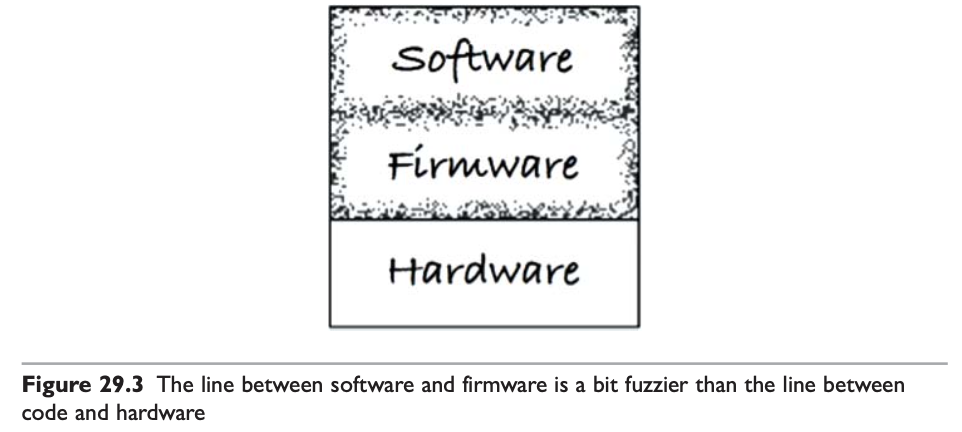 Software
Firmware
Hardware
Figure 29.3 The line between software and firmware is a bit fuzzier than the line between
code and hardware